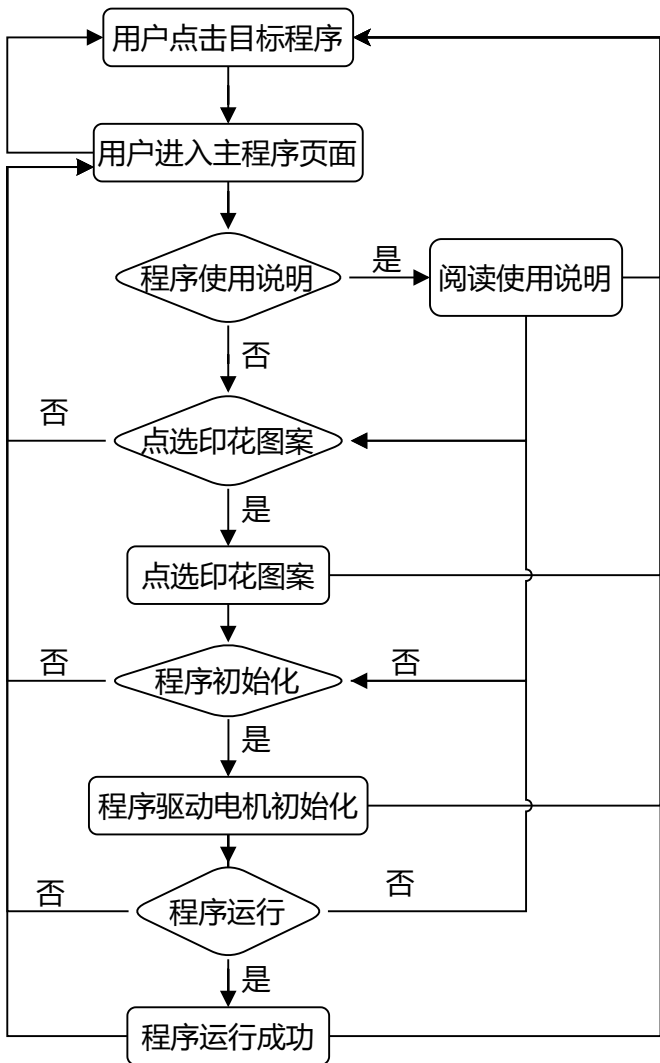 用户点击目标程序
用户进入主程序页面
程序使用说明
是
阅读使用说明
否
否
点选印花图案
是
点选印花图案
否
程序初始化
否
是
程序驱动电机初始化
否
程序运行
否
是
程序运行成功